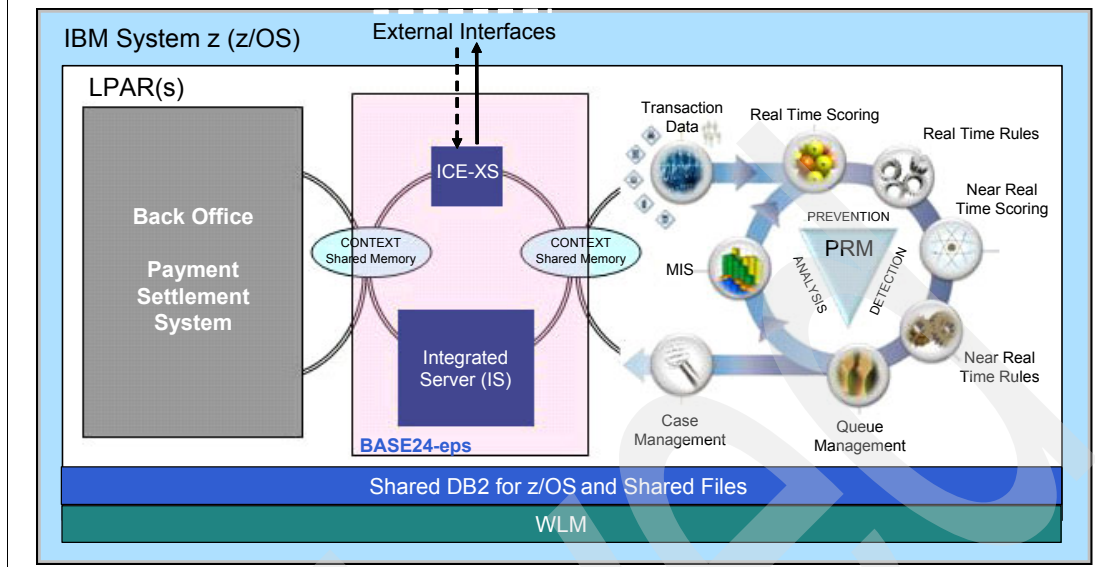 IBM System z (z/OS)
External Interfaces
LPAR(s)
Back Office
Payment
Settlement
System
ICE-XS
CONTEXT
Shared Memory
CONTEXT
Shared Memory
Integrated
Server (IS)
BASE24-eps
Transaction
Data
Real Time Scoring
Real Time Rules
Near Real
Time Scoring
PREVENTION
PRM
ANALYSIS
DETECTION
MIS
Near Real
Time Rules
Case
Management
Queue
Management
Shared DB2 for z/OS and Shared Files
WLM